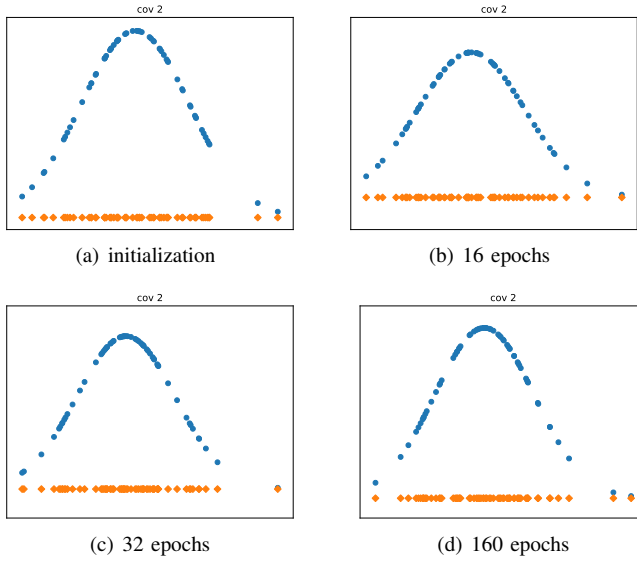 cov 2
cov 2
(a) initialization
(b) 16 epochs
cov 2
cov 2
(c) 32 epochs
(d) 160 epochs